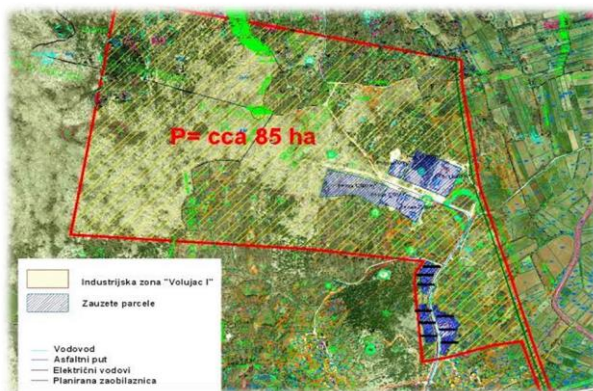 P= cca 85 ha
Industrijska zona "Volujac I"
Zauzete parcele
Vodovod
Asfaltni put
Električni vodovi
Planirana zaobilaznica